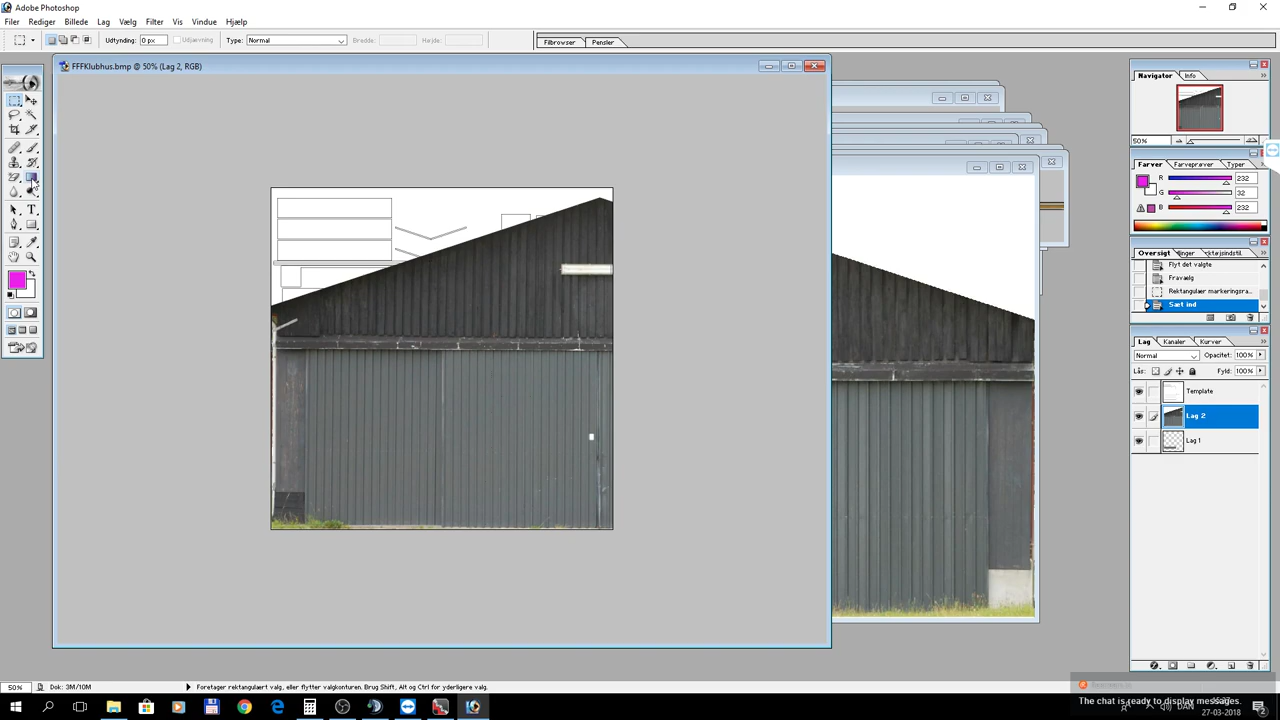 Adobe Photoshop
Filer Rediger Billede Lag Vælg Filter Vis Vindue Hjælp
Udtynding: 0 px Udjævning Type: Normal Bredde: Højde: Filbrowser Pensler
FFFKlubhus.bmp @ 50% (Lag 2, RGB)
Navigator Info
50%
Farver Farveprøver Typer
R 232
G 32
B 232
Oversigt
Flyt det valgte
Fravælg
Rektangulær markeringsra...
Sæt ind
Lag Kanaler Kurver
Normal Opacitet: 100%
Lås: Fyld: 100%
Template
Lag 2
Lag 1
50% Dok: 3M/10M Foretager rektangulært valg, eller flytter valgkonturen. Brug Shift, Alt og Ctrl for yderligere valg.
The chat is ready to display messages.
DAN
27-03-2018
2